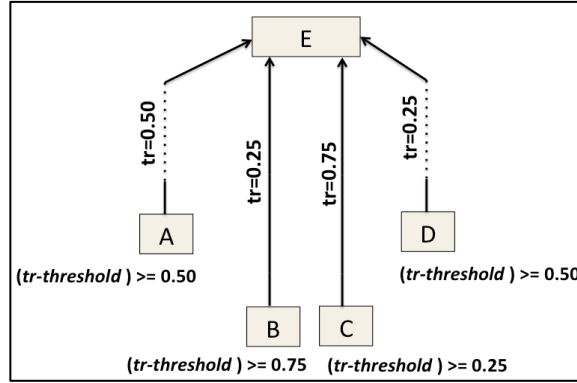 E
tr=0.50
tr=0.25
tr=0.75
tr=0.25
A
D
(tr-threshold ) >= 0.50
(tr-threshold ) >= 0.50
B
C
(tr-threshold ) >= 0.75
(tr-threshold ) >= 0.25